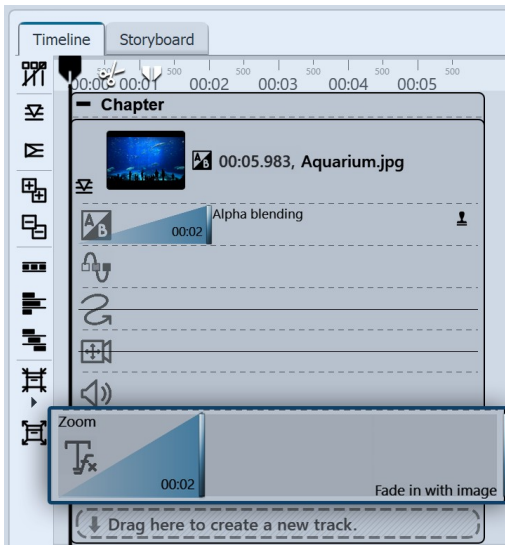 Timeline Storyboard
500 500 500 500 500 500
00:00 00:01 00:02 00:03 00:04 00:05
Chapter
A B 00:05.983, Aquarium.jpg
A B Alpha blending
00:02
Zoom
Tfx
00:02
Fade in with image
Drag here to create a new track.